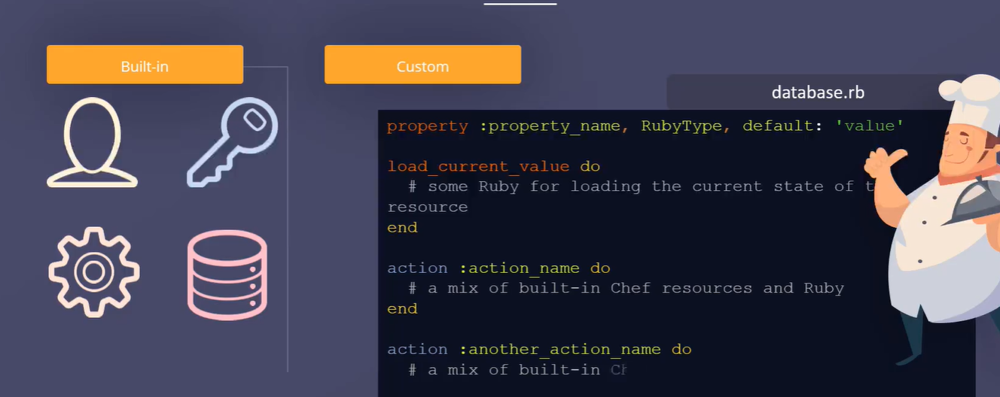 Built-in
Custom
database.rb
property :property_name, RubyType, default: 'value'
load_current_value do
# some Ruby for loading the current state of
resource
end
action :action_name do
# a mix of built-in Chef resources and Ruby
end
action :another_action_name do
# a mix of built-in Ch